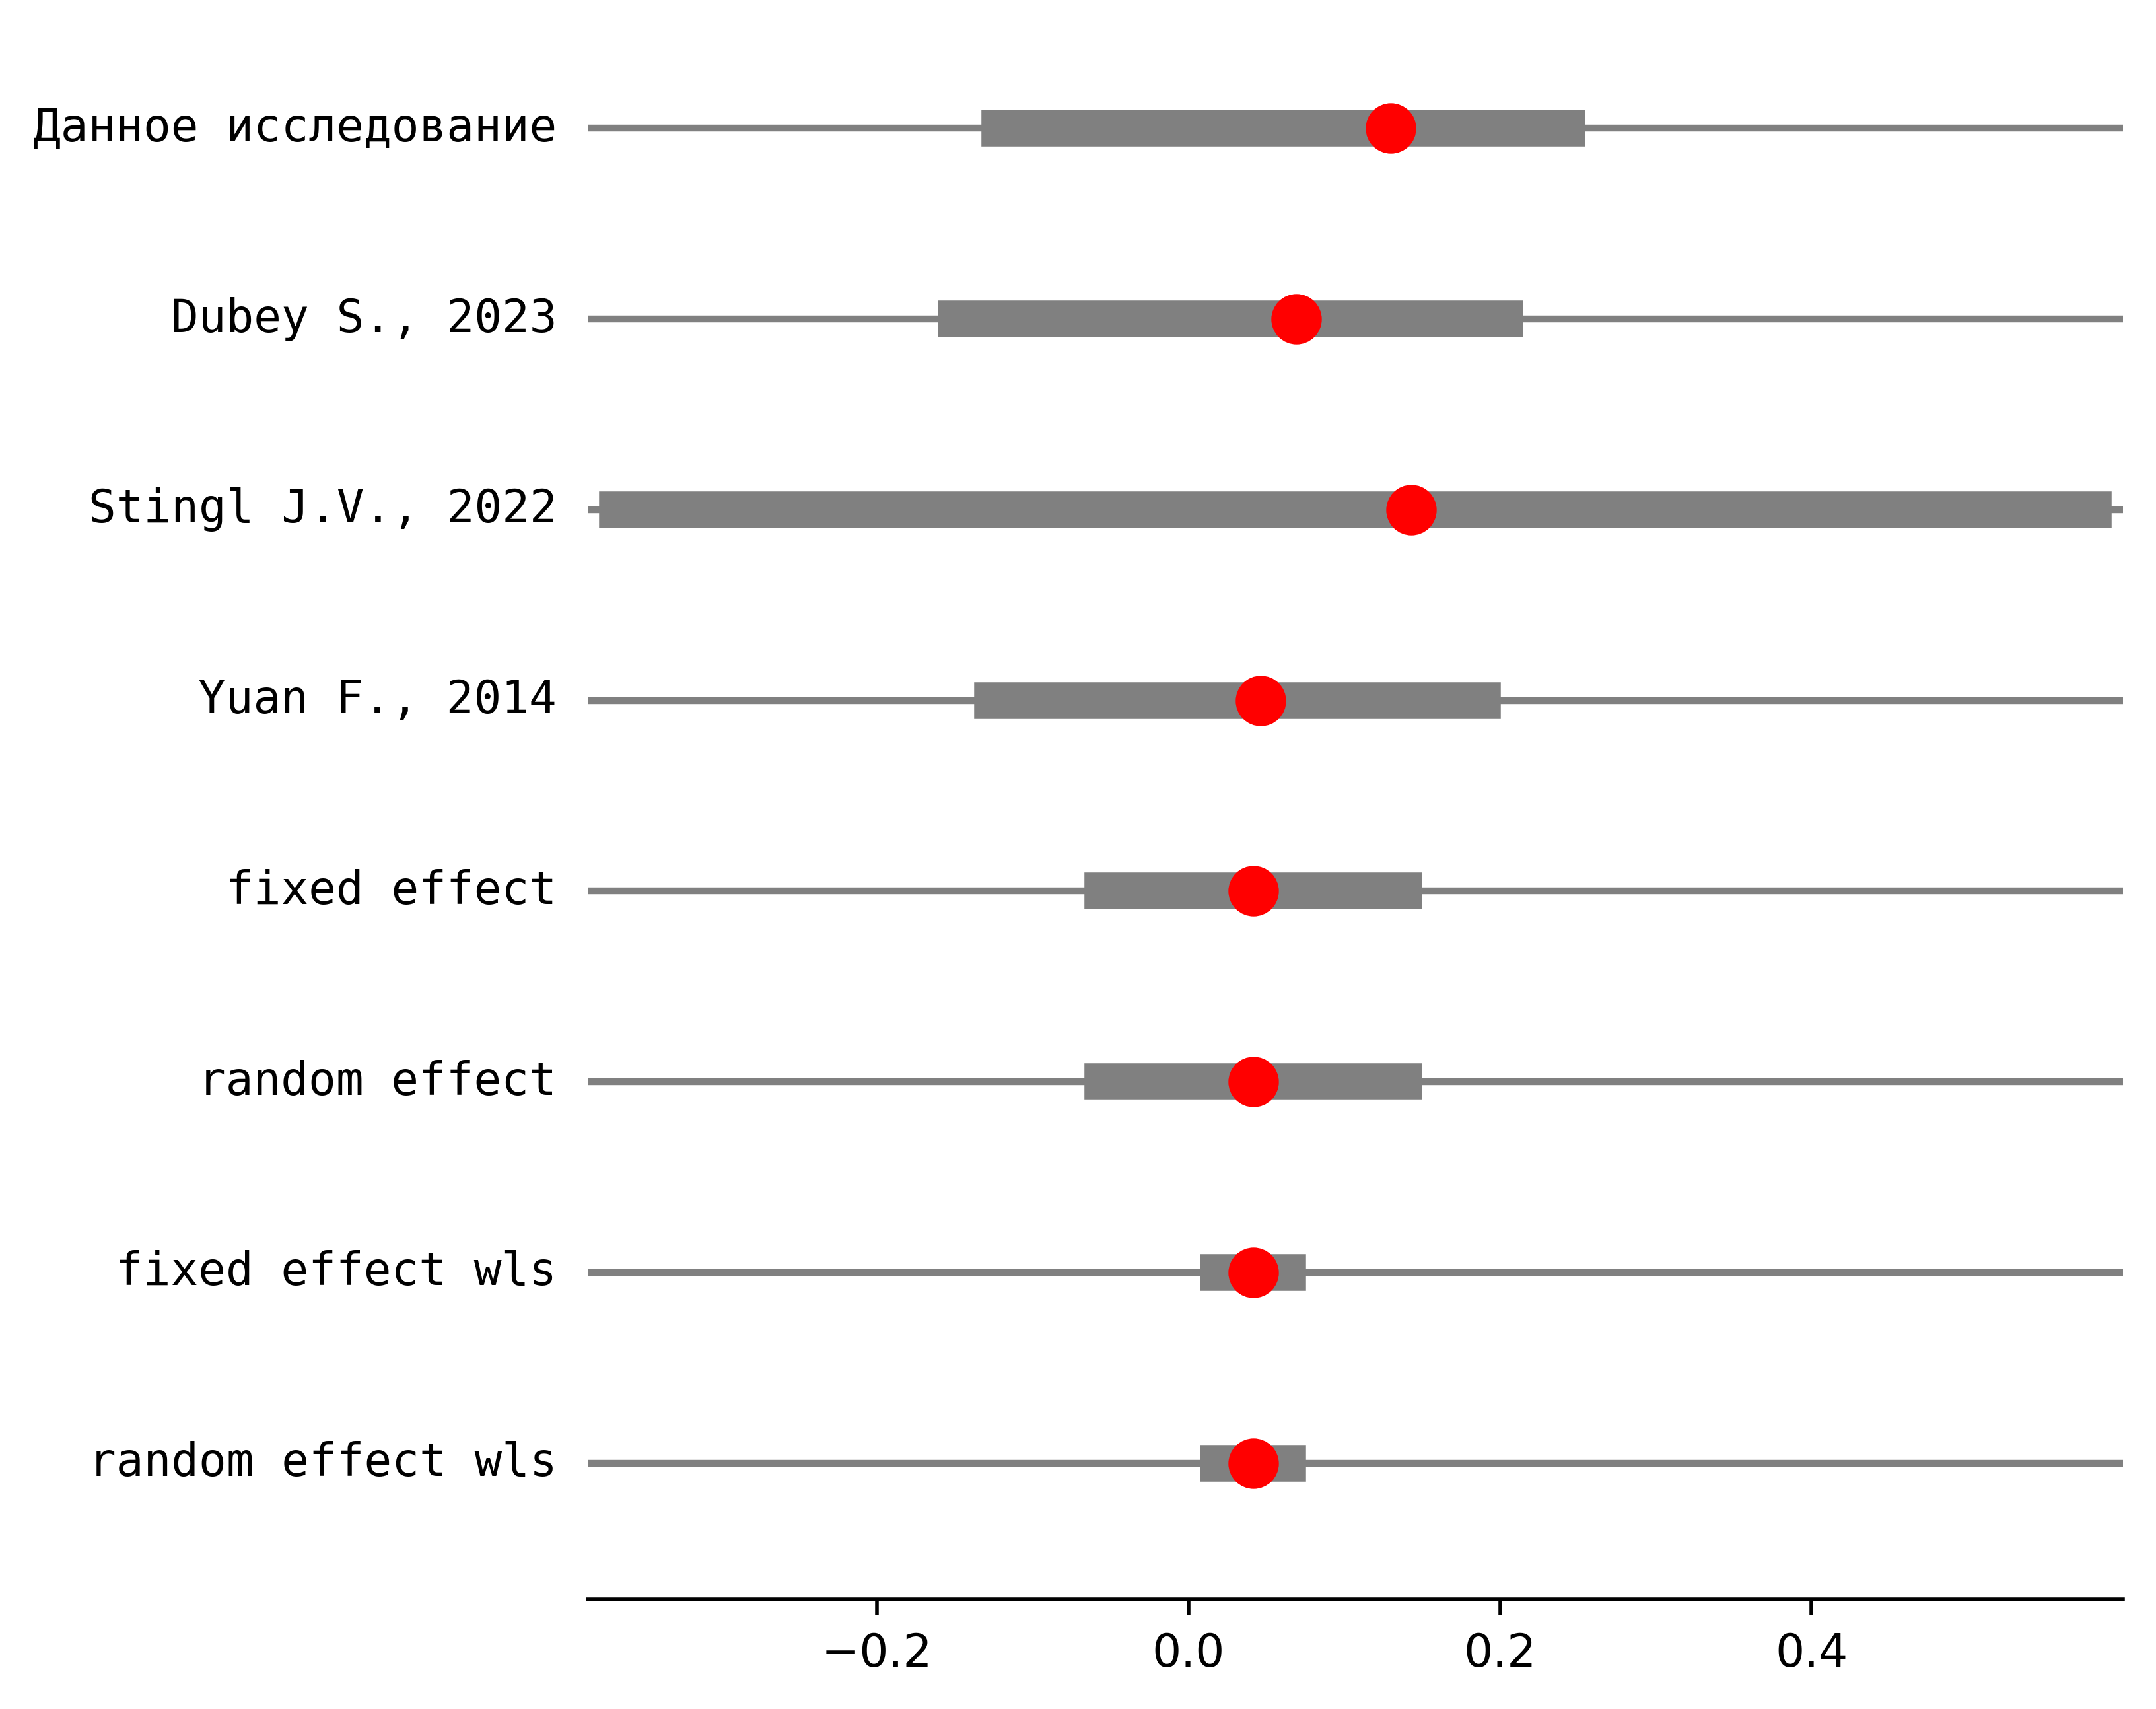 Данное исследование
Dubey S., 2023
Stingl J.V., 2022
Yuan F., 2014
fixed effect
random effect
fixed effect wls
random effect wls
−0.2 0.0 0.2 0.4